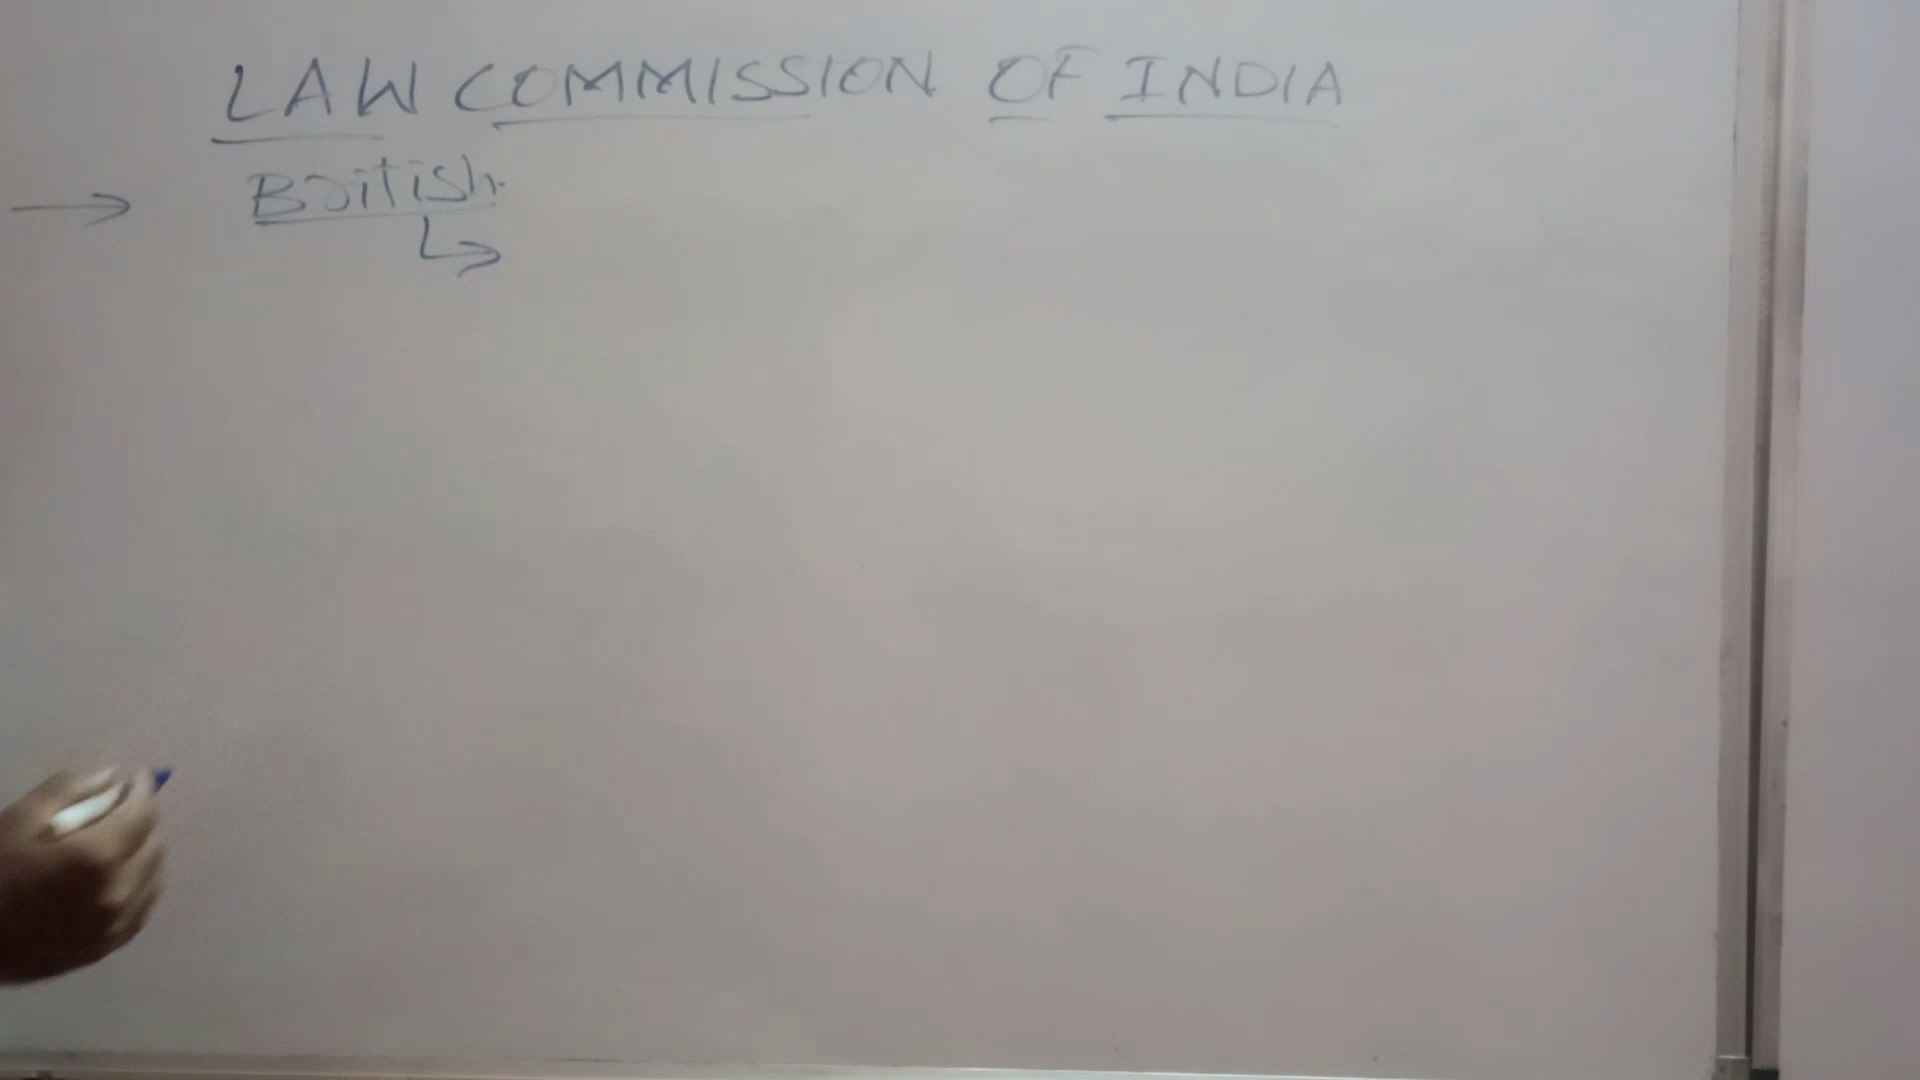 LAW COMMISSION OF INDIA
→ British.
↳